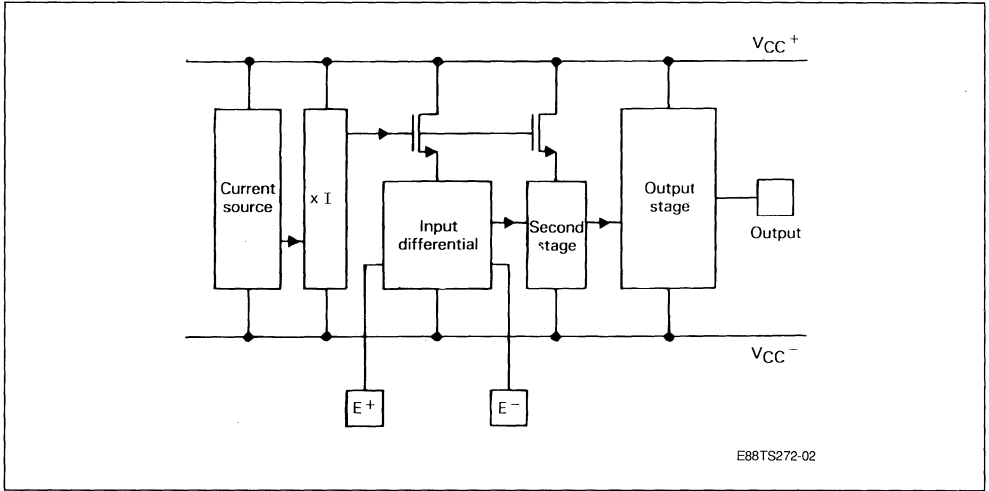 VCC+
Current
source
x I
Input
differential
Second
stage
Output
stage
Output
VCC−
E+
E−
E88TS272-02